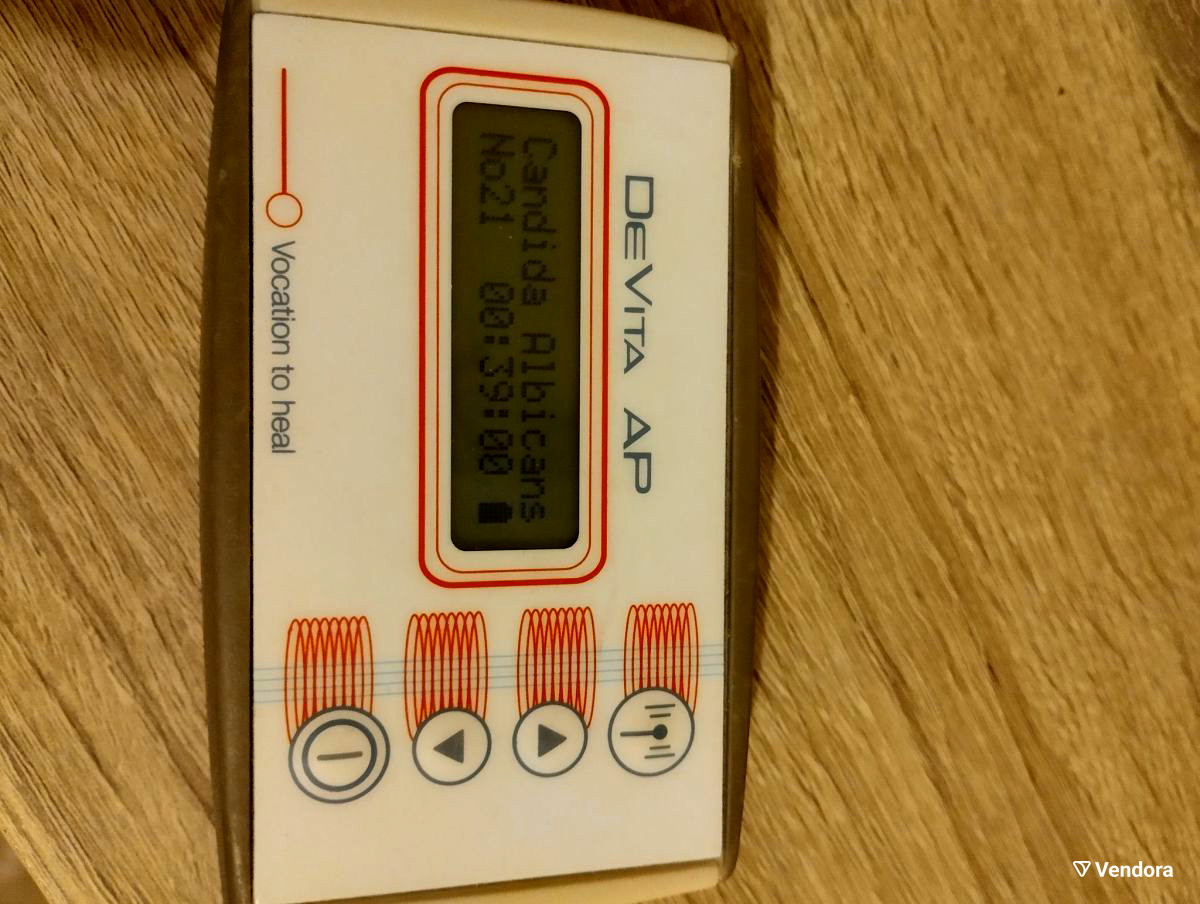 DEVITA AP
Candida Albicans
No21 00:39:00
Vocation to heal
Vendora